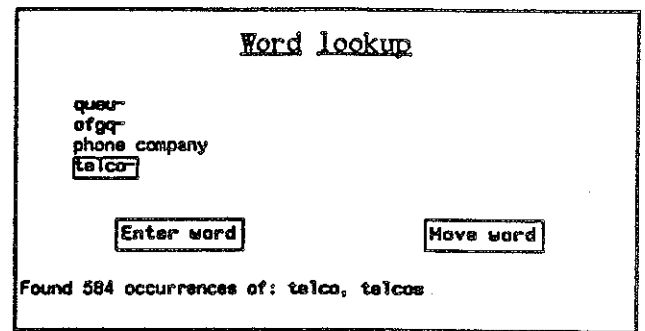 Word lookup
queu-
ofgq-
phone company
telco-
Enter word
Move word
Found 584 occurrences of: telco, telcos